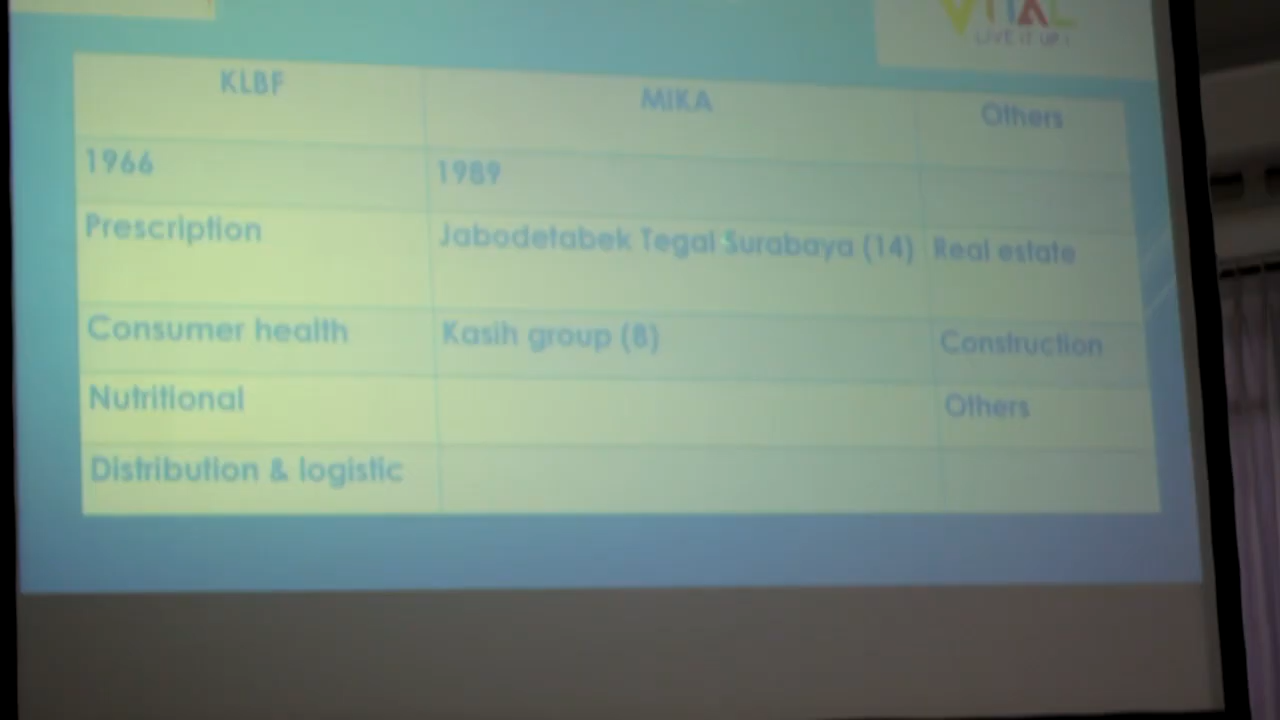 VITAL
LIVE IT UP!
KLBF MIKA Others
1966 1989
Prescription Jabodetabek Tegal Surabaya (14) Real estate
Consumer health Kasih group (8) Construction
Nutritional Others
Distribution & logistic